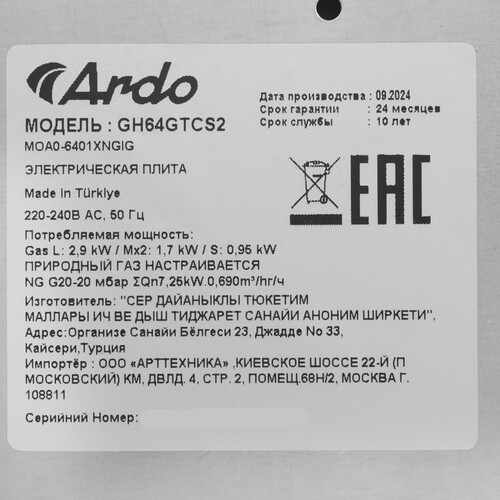 Ardo
Дата производства : 09.2024
Срок гарантии : 24 месяцев
Срок службы : 10 лет
МОДЕЛЬ : GH64GTCS2
MOA0-6401XNGIG
ЭЛЕКТРИЧЕСКАЯ ПЛИТА
Made in Türkiye
220-240В AC, 50 Гц
EAC
Потребляемая мощность:
Gas L: 2,9 kW / Mx2: 1,7 kW / S: 0,95 kW
ПРИРОДНЫЙ ГАЗ НАСТРАИВАЕТСЯ
NG G20-20 мбар ΣQn7,25kW.0,690m³/hг/ч
Изготовитель: "СЕР ДАЙАНЫКЛЫ ТЮКЕТИМ
МАЛЛАРЫ ИЧ ВЕ ДЫШ ТИДЖАРЕТ САНАЙИ АНОНИМ ШИРКЕТИ",
Адрес:Организе Санайи Бёлгеси 23, Джадде No 33,
Кайсери,Турция
Импортёр : ООО «АРТТЕХНИКА» ,КИЕВСКОЕ ШОССЕ 22-Й (П
МОСКОВСКИЙ) КМ, ДВЛД. 4, СТР. 2, ПОМЕЩ.68Н/2, МОСКВА Г.
108811
Серийний Номер: